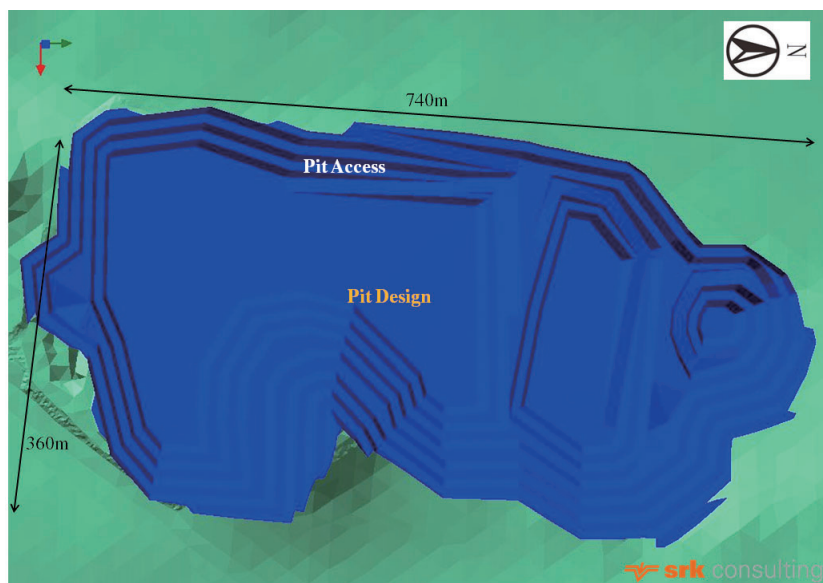 740m
N
Pit Access
Pit Design
360m
srk consulting